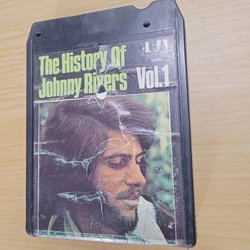 The History Of
Johnny Rivers
Vol.1